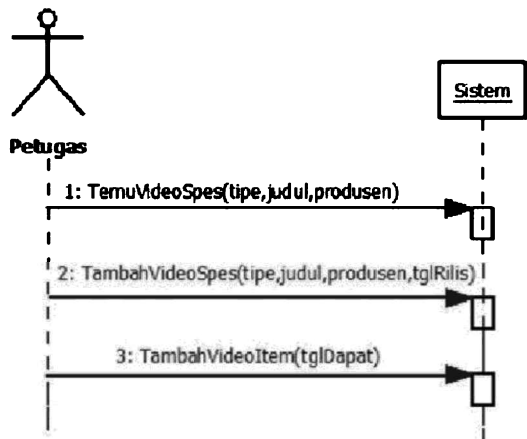 Sistem
Petugas
1: TemuVideoSpes(tipe,judul,produsen)
2: TambahVideoSpes(tipe,judul,produsen,tglRilis)
3: TambahVideoItem(tglDapat)